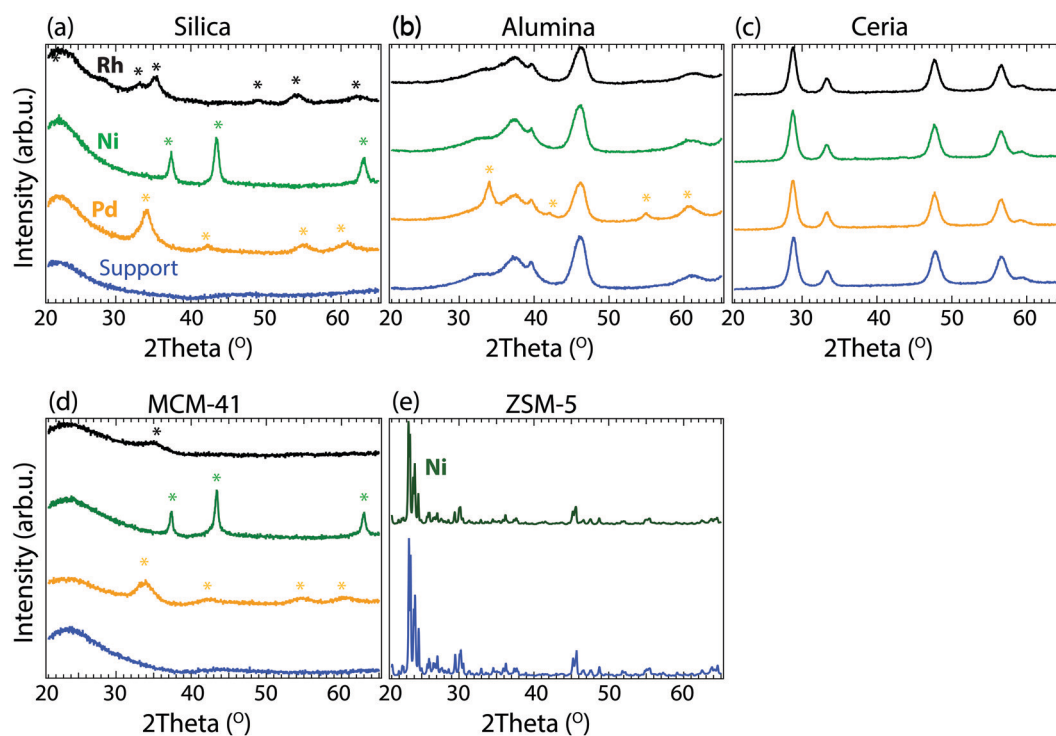 (a) Silica
(b) Alumina
(c) Ceria
Intensity (arb.u.)
Rh
* * * * * * *
Ni
* * *
Pd
* * * *
Support
* * * *
20 30 40 50 60
2Theta (°)
20 30 40 50 60
2Theta (°)
20 30 40 50 60
2Theta (°)
(d) MCM-41
(e) ZSM-5
Intensity (arb.u.)
*
* * *
* * * *
Ni
20 30 40 50 60
2Theta (°)
20 30 40 50 60
2Theta (°)